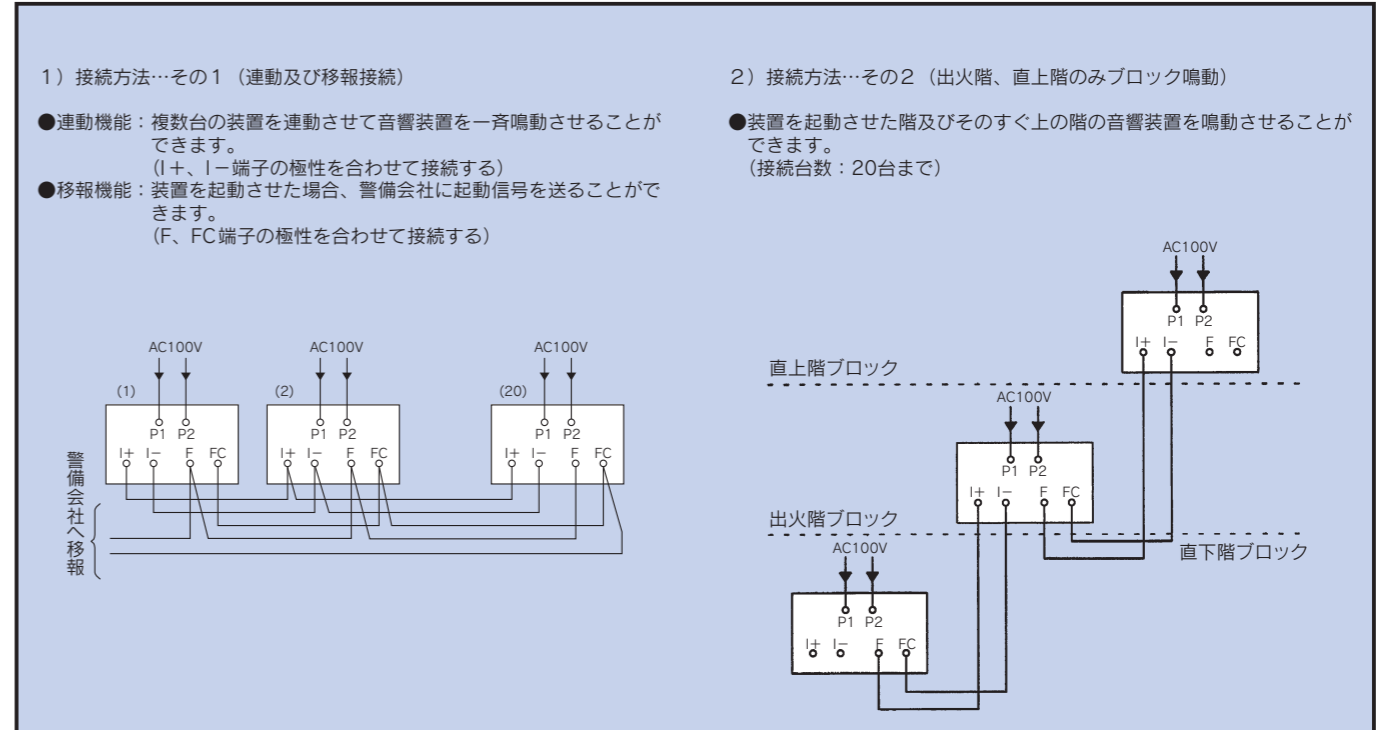 1）接続方法…その1（連動及び移報接続）
●連動機能：複数台の装置を連動させて音響装置を一斉鳴動させることが
できます。
（I＋、I－端子の極性を合わせて接続する）
●移報機能：装置を起動させた場合、警備会社に起動信号を送ることがで
きます。
（F、FC端子の極性を合わせて接続する）
AC100V
AC100V
AC100V
(1)
(2)
(20)
P1 P2
P1 P2
P1 P2
I+ I− F FC
I+ I− F FC
I+ I− F FC
警備会社へ移報
2）接続方法…その2（出火階、直上階のみブロック鳴動）
●装置を起動させた階及びそのすぐ上の階の音響装置を鳴動させることが
できます。
（接続台数：20台まで）
AC100V
P1 P2
I+ I− F FC
直上階ブロック
AC100V
P1 P2
I+ I− F FC
出火階ブロック
直下階ブロック
AC100V
P1 P2
I+ I− F FC